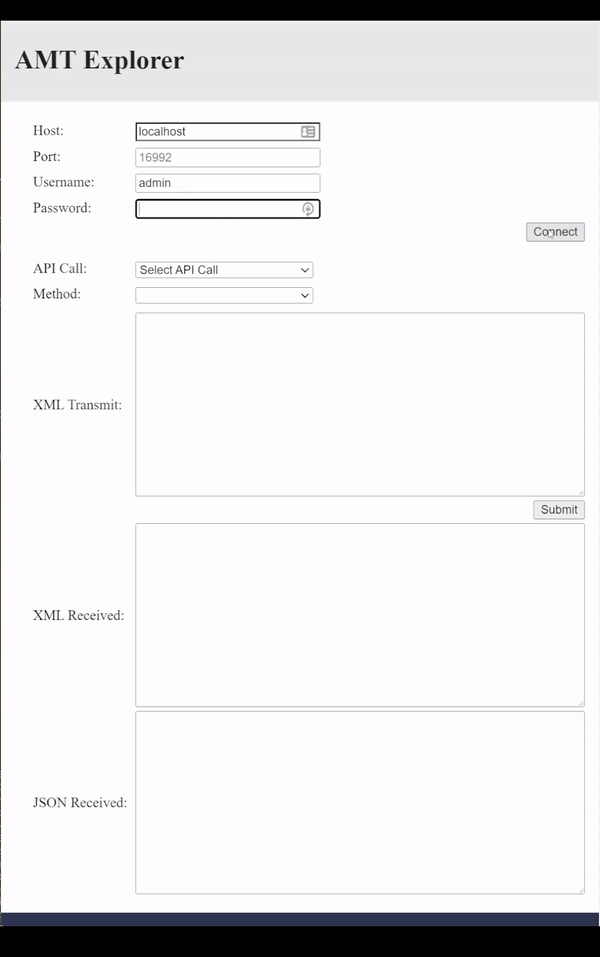 AMT Explorer
Host: localhost
Port: 16992
Username: admin
Password:
Connect
API Call: Select API Call
Method:
XML Transmit:
Submit
XML Received:
JSON Received: